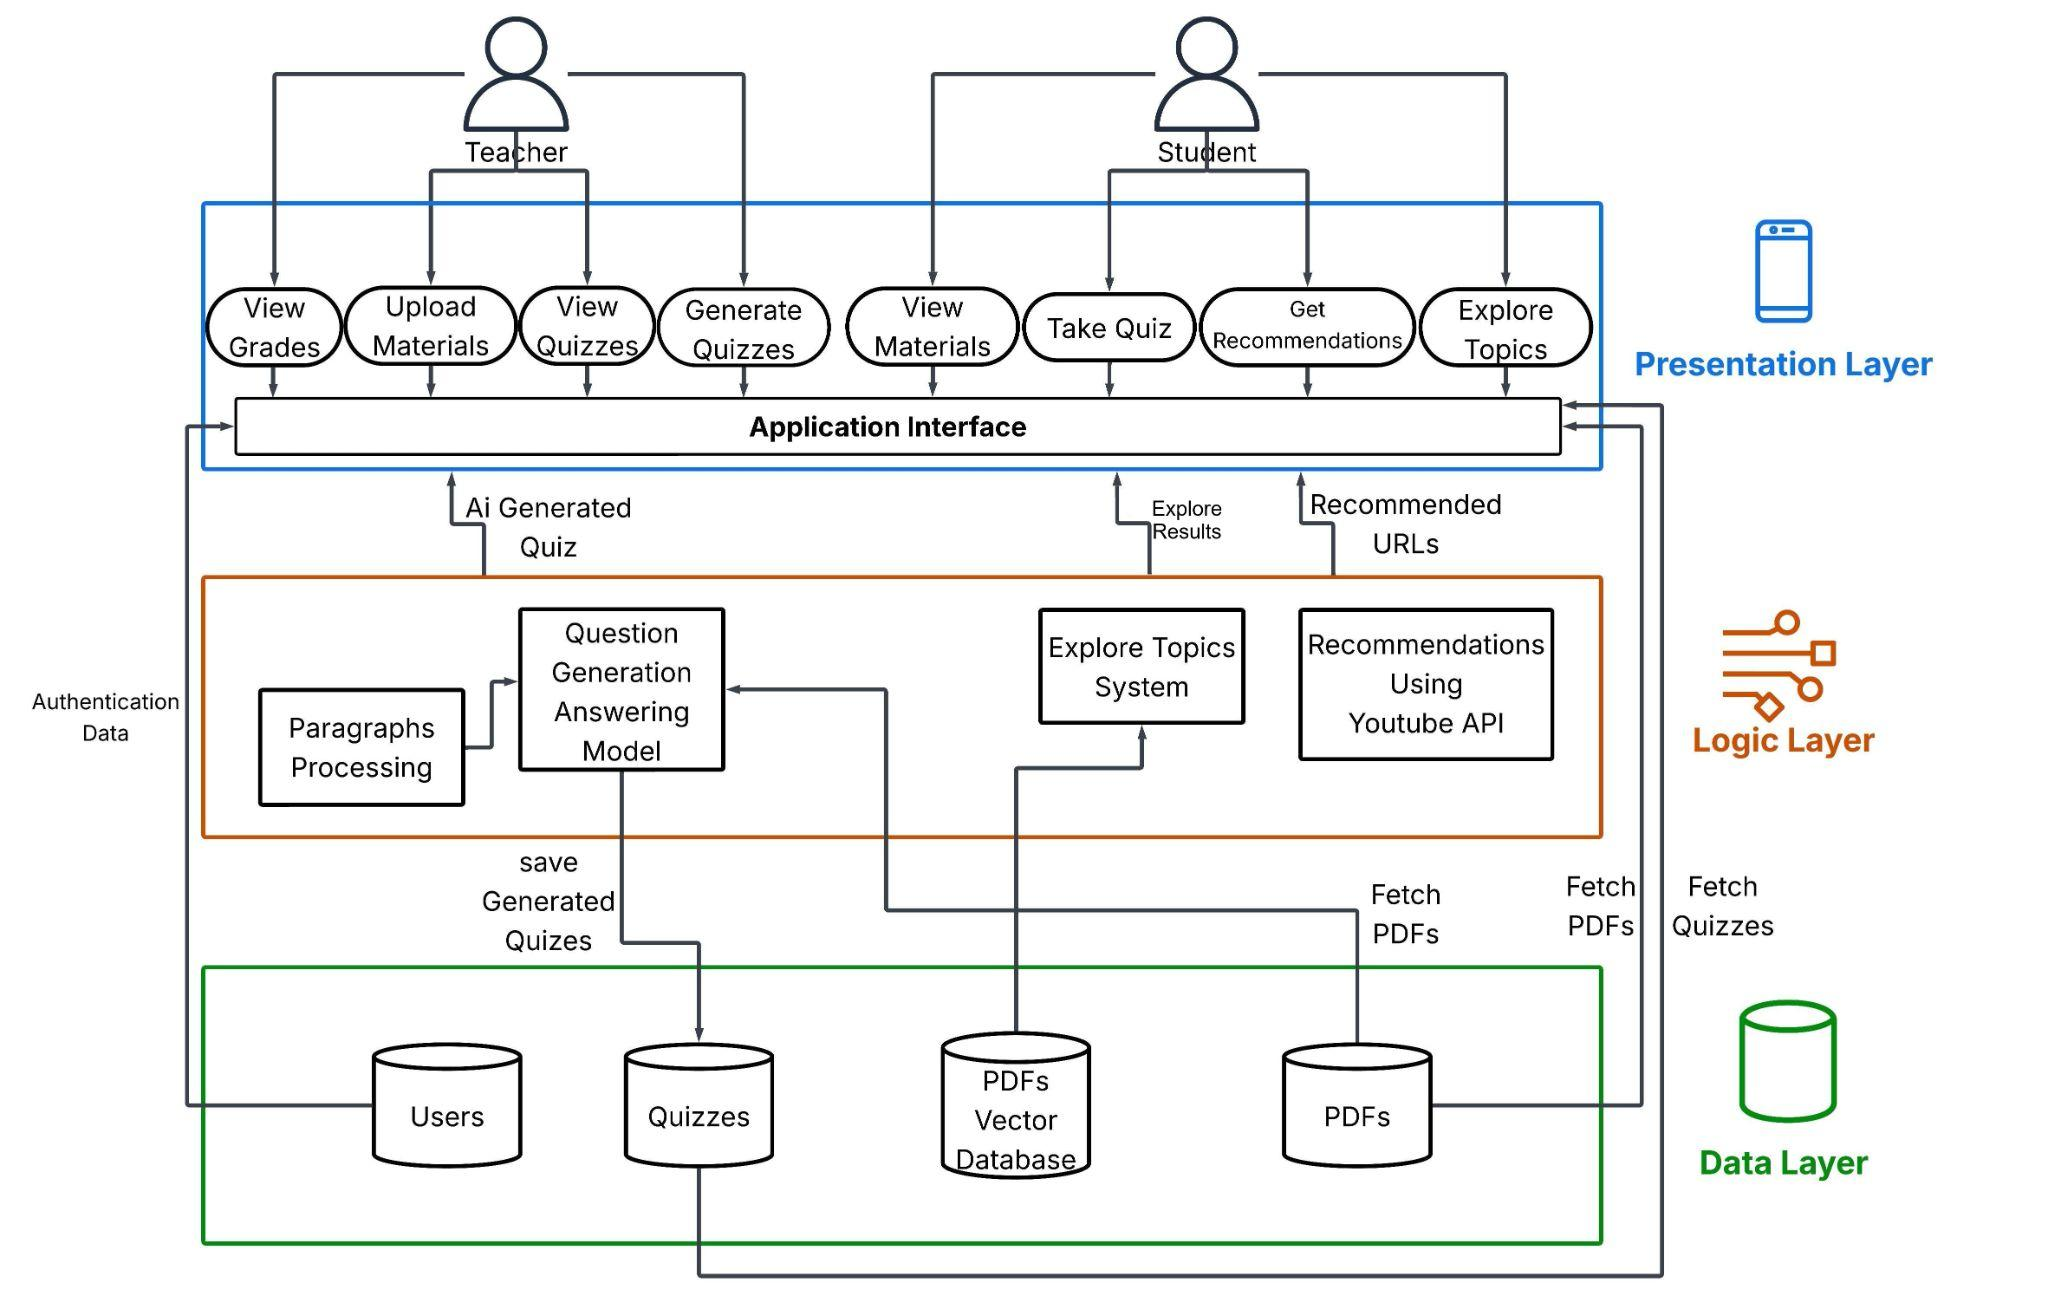 Teacher
Student
View
Grades
Upload
Materials
View
Quizzes
Generate
Quizzes
View
Materials
Take Quiz
Get
Recommendations
Explore
Topics
Presentation Layer
Application Interface
Ai Generated
Quiz
Explore
Results
Recommended
URLs
Authentication
Data
Paragraphs
Processing
Question
Generation
Answering
Model
Explore Topics
System
Recommendations
Using
Youtube API
Logic Layer
save
Generated
Quizes
Fetch
PDFs
Fetch
PDFs
Fetch
Quizzes
Users
Quizzes
PDFs
Vector
Database
PDFs
Data Layer